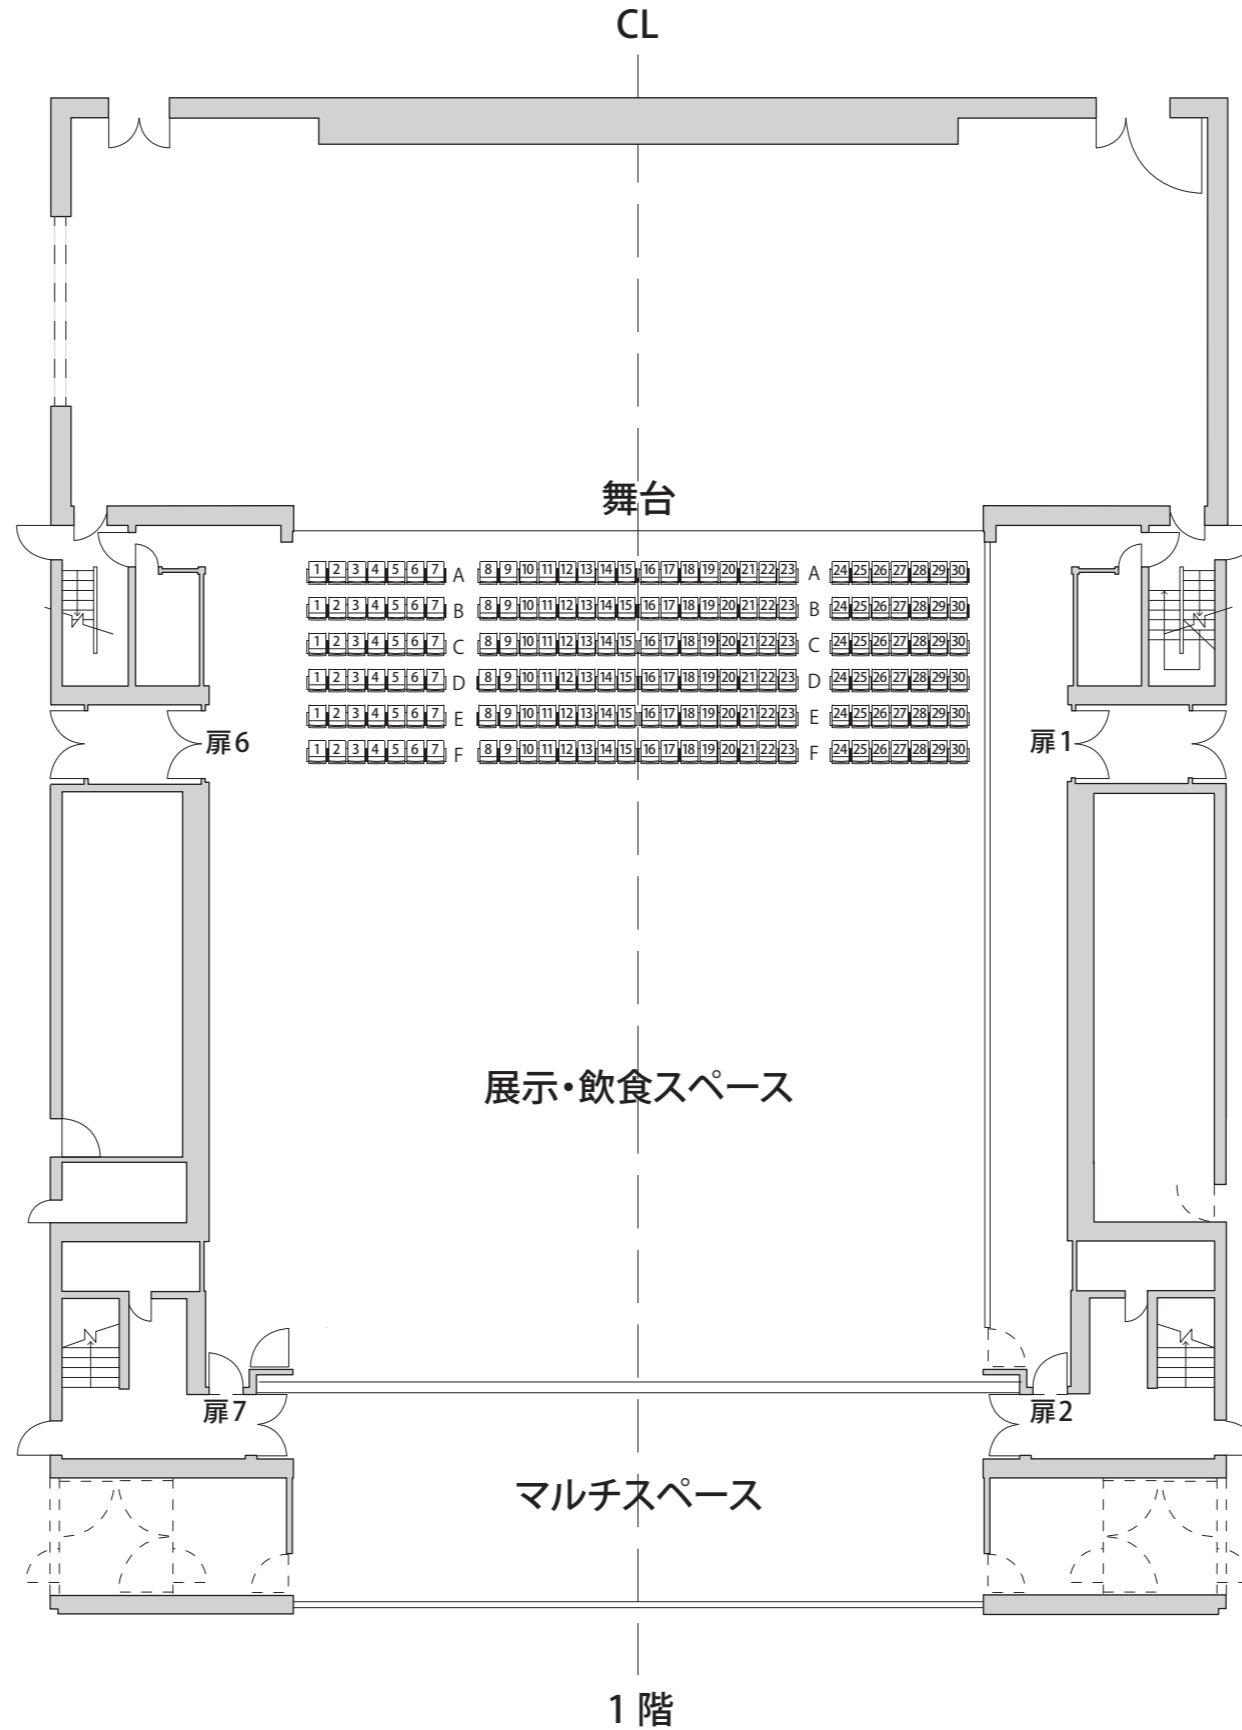 CL
舞台
1 2 3 4 5 6 7 A 8 9 10 11 12 13 14 15 16 17 18 19 20 21 22 23 A 24 25 26 27 28 29 30
1 2 3 4 5 6 7 B 8 9 10 11 12 13 14 15 16 17 18 19 20 21 22 23 B 24 25 26 27 28 29 30
1 2 3 4 5 6 7 C 8 9 10 11 12 13 14 15 16 17 18 19 20 21 22 23 C 24 25 26 27 28 29 30
1 2 3 4 5 6 7 D 8 9 10 11 12 13 14 15 16 17 18 19 20 21 22 23 D 24 25 26 27 28 29 30
1 2 3 4 5 6 7 E 8 9 10 11 12 13 14 15 16 17 18 19 20 21 22 23 E 24 25 26 27 28 29 30
扉6
扉1
1 2 3 4 5 6 7 F 8 9 10 11 12 13 14 15 16 17 18 19 20 21 22 23 F 24 25 26 27 28 29 30
展示・飲食スペース
扉7
扉2
マルチスペース
1 階